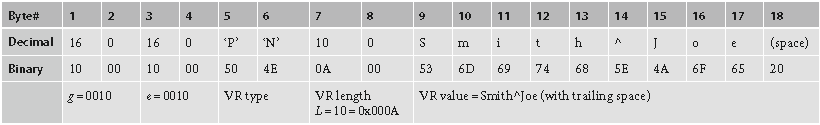 Byte# 1 2 3 4 5 6 7 8 9 10 11 12 13 14 15 16 17 18
Decimal 16 0 16 0 ‘P’ ‘N’ 10 0 S m i t h ^ J o e (space)
Binary 10 00 10 00 50 4E 0A 00 53 6D 69 74 68 5E 4A 6F 65 20
g = 0010 e = 0010 VR type VR length VR value = Smith^Joe (with trailing space)
L = 10 = 0x000A